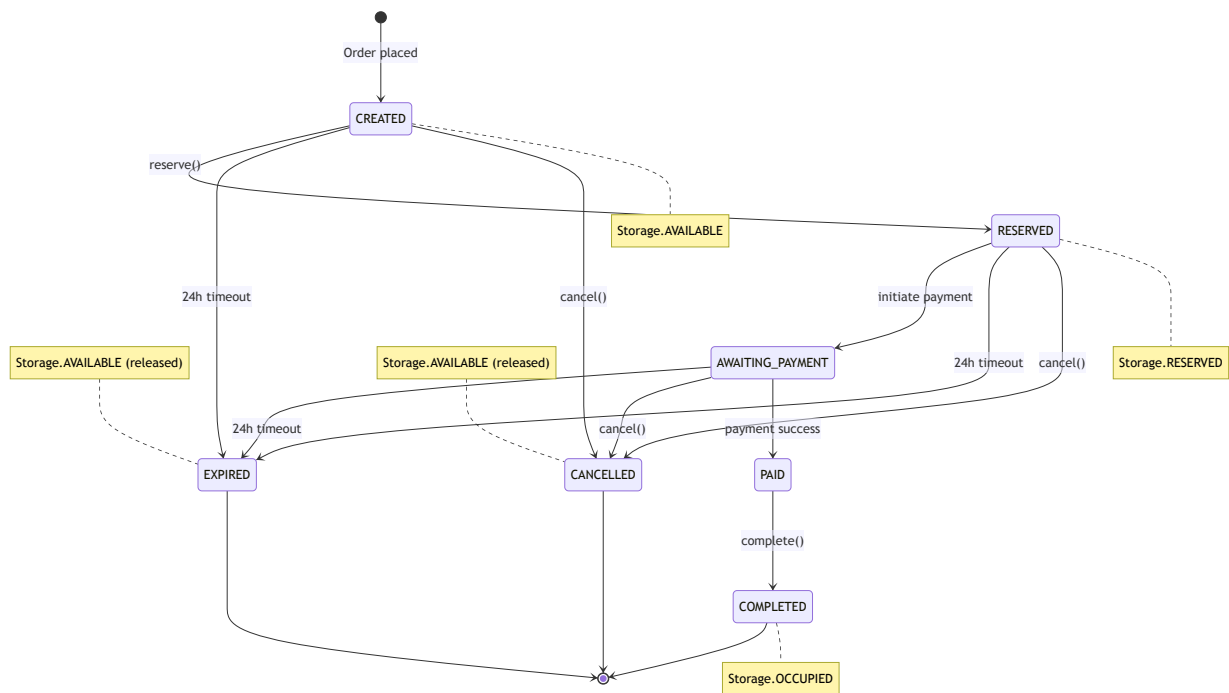 Order placed
CREATED
reserve()
Storage.AVAILABLE
RESERVED
24h timeout
cancel()
initiate payment
Storage.AVAILABLE (released)
Storage.AVAILABLE (released)
AWAITING_PAYMENT
24h timeout
cancel()
Storage.RESERVED
24h timeout
cancel()
payment success
EXPIRED
CANCELLED
PAID
complete()
COMPLETED
Storage.OCCUPIED